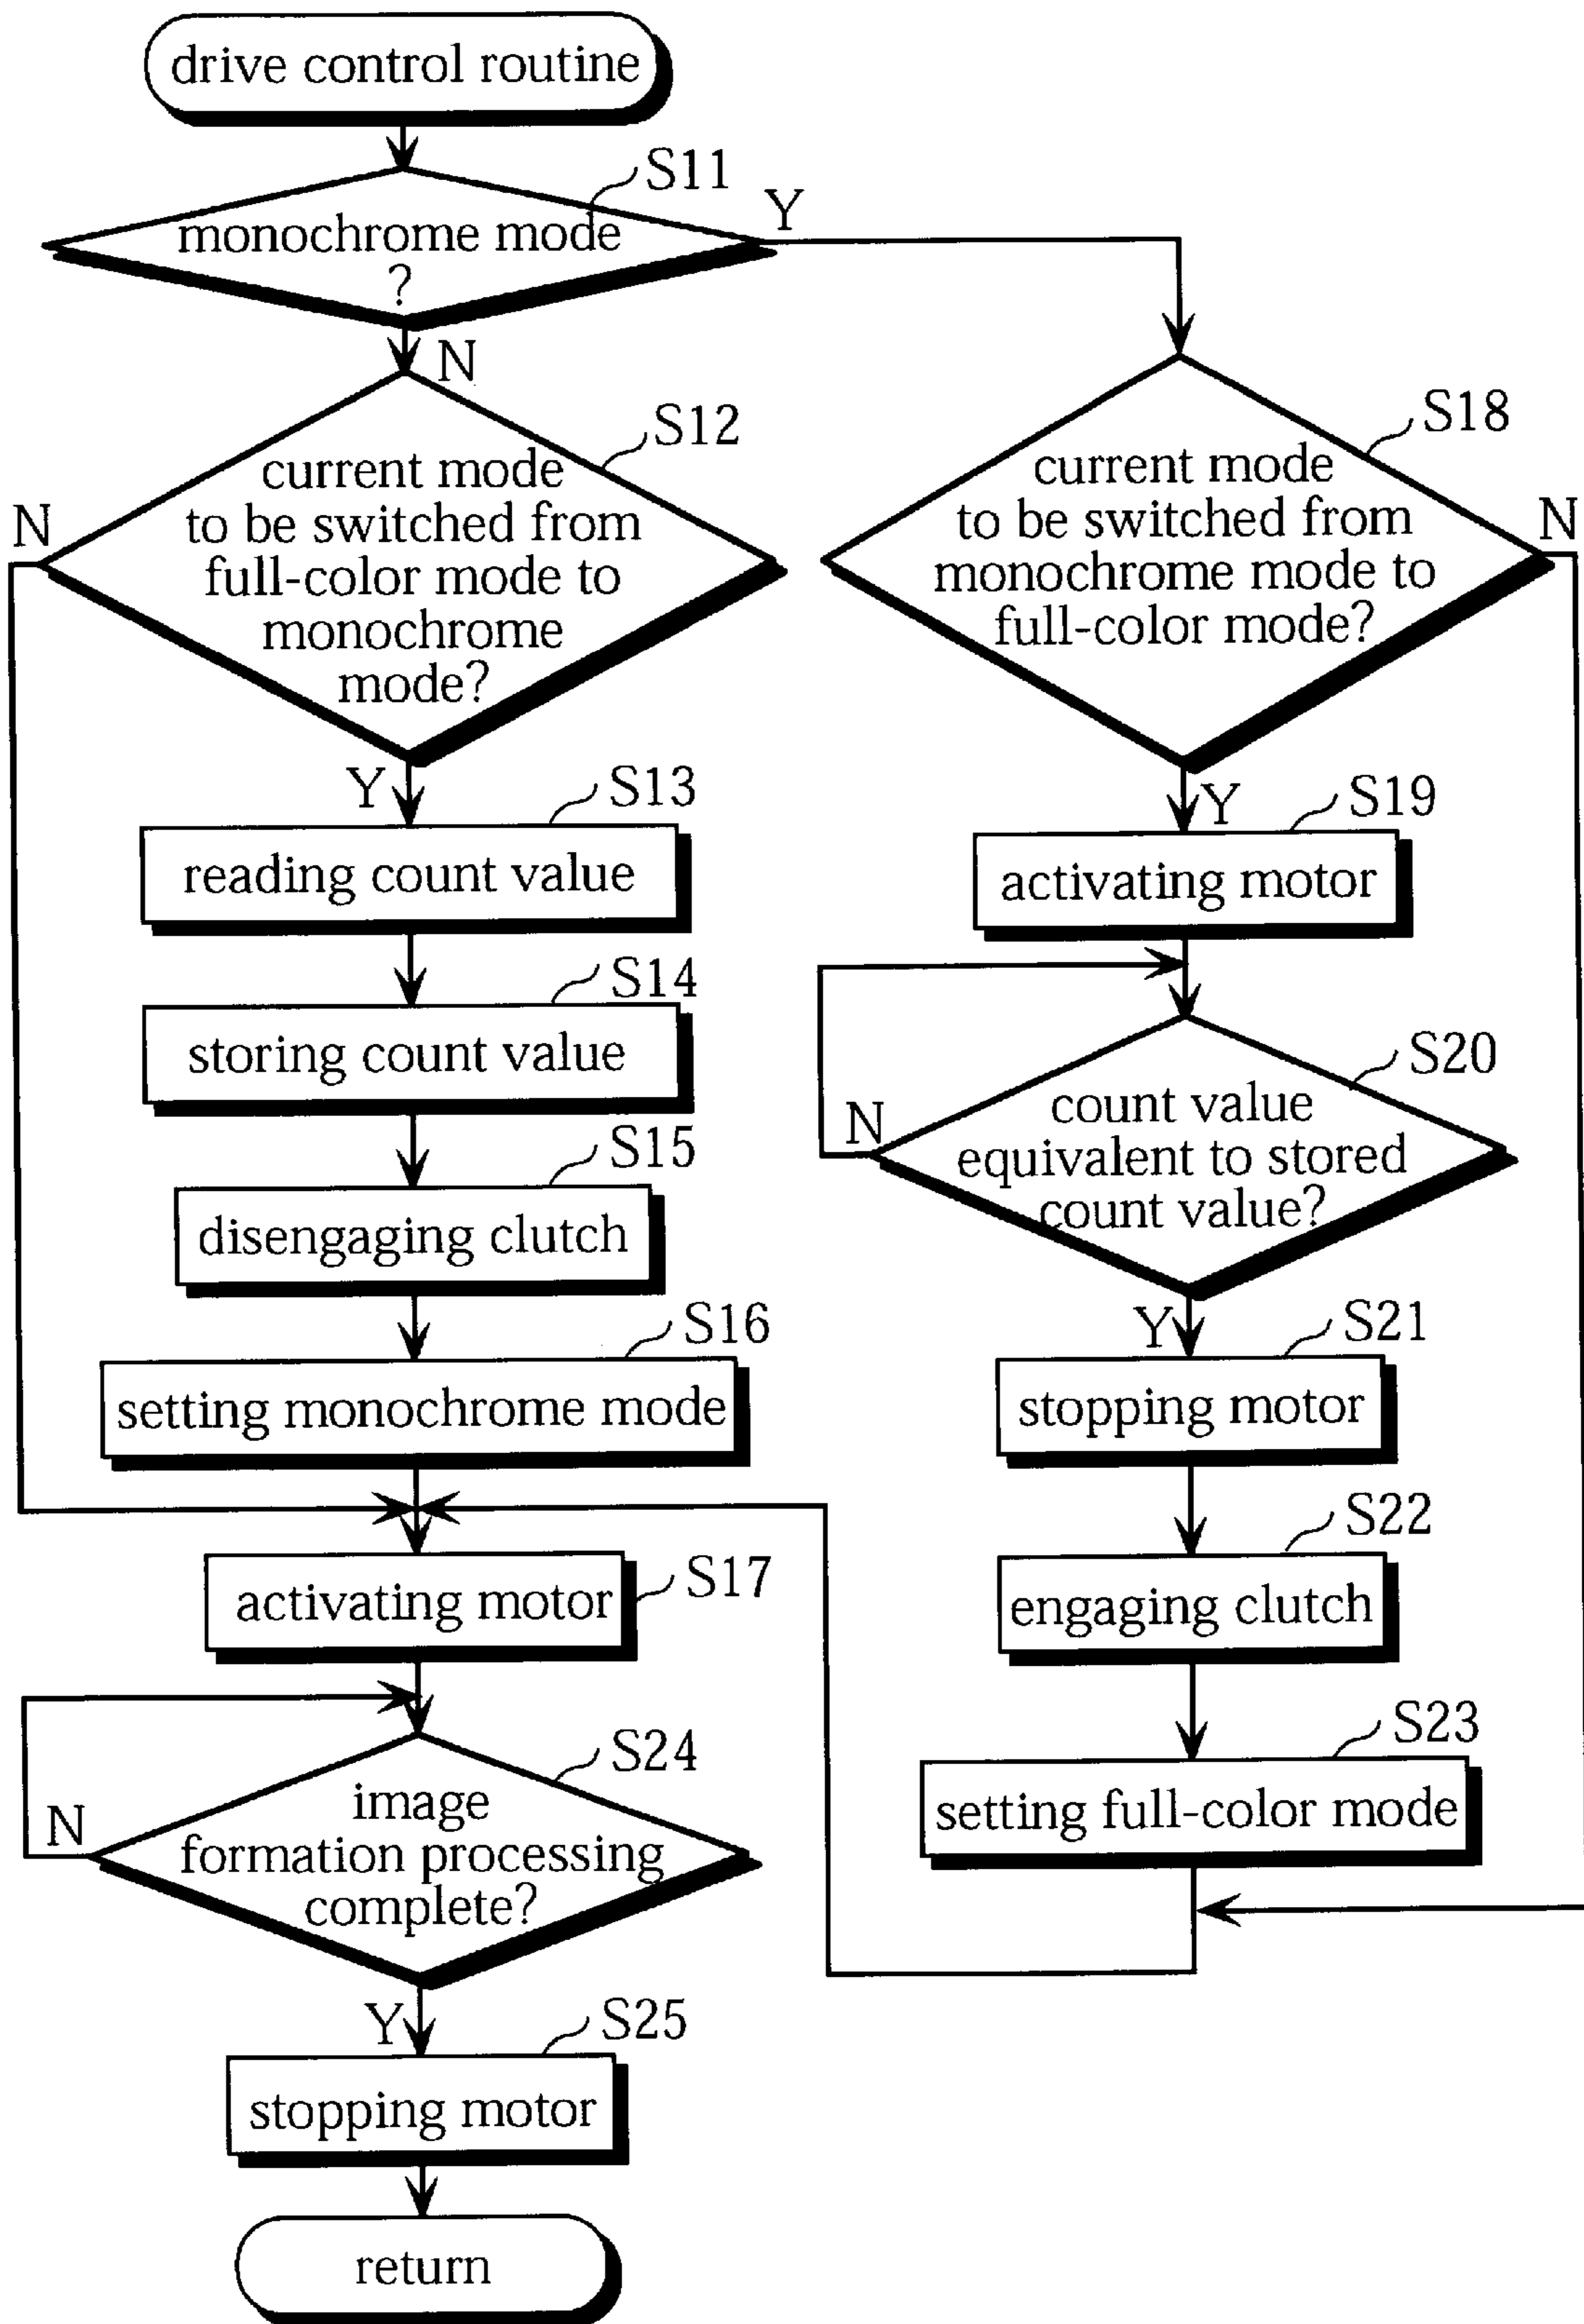 drive control routine
S11
monochrome mode
?
Y
N
S12
current mode
to be switched from
full-color mode to
monochrome
mode?
N
Y
S13
reading count value
S14
storing count value
S15
disengaging clutch
S16
setting monochrome mode
activating motor
S17
S24
image
formation processing
complete?
N
Y
S25
stopping motor
return
S18
current mode
to be switched from
monochrome mode to
full-color mode?
N
Y
S19
activating motor
S20
count value
equivalent to stored
count value?
N
Y
S21
stopping motor
S22
engaging clutch
S23
setting full-color mode